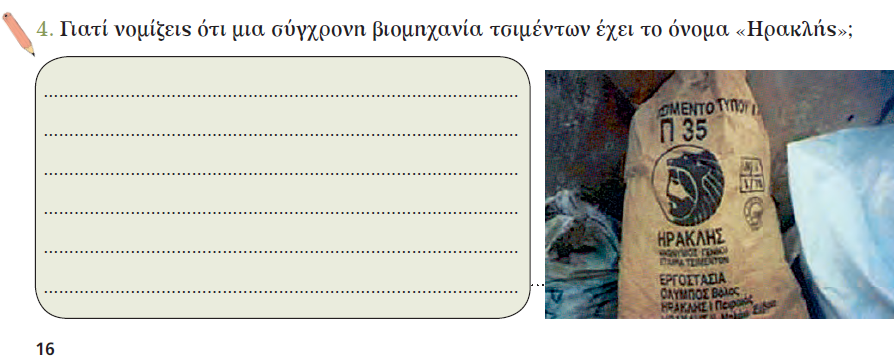 4. Γιατί νομίζεις ότι μια σύγχρονη βιομηχανία τσιμέντων έχει το όνομα «Ηρακλής»;
ΤΣΙΜΕΝΤΟ ΤΥΠΟΥ
Π 35
ΗΡΑΚΛΗΣ
ΑΝΩΝΥΜΟΣ ΓΕΝΙΚΗ
ΕΤΑΙΡΙΑ ΤΣΙΜΕΝΤΩΝ
ΕΡΓΟΣΤΑΣΙΑ
ΟΛΥΜΠΟΣ Βόλος
ΗΡΑΚΛΗΣ Ι Πειραιάς
16